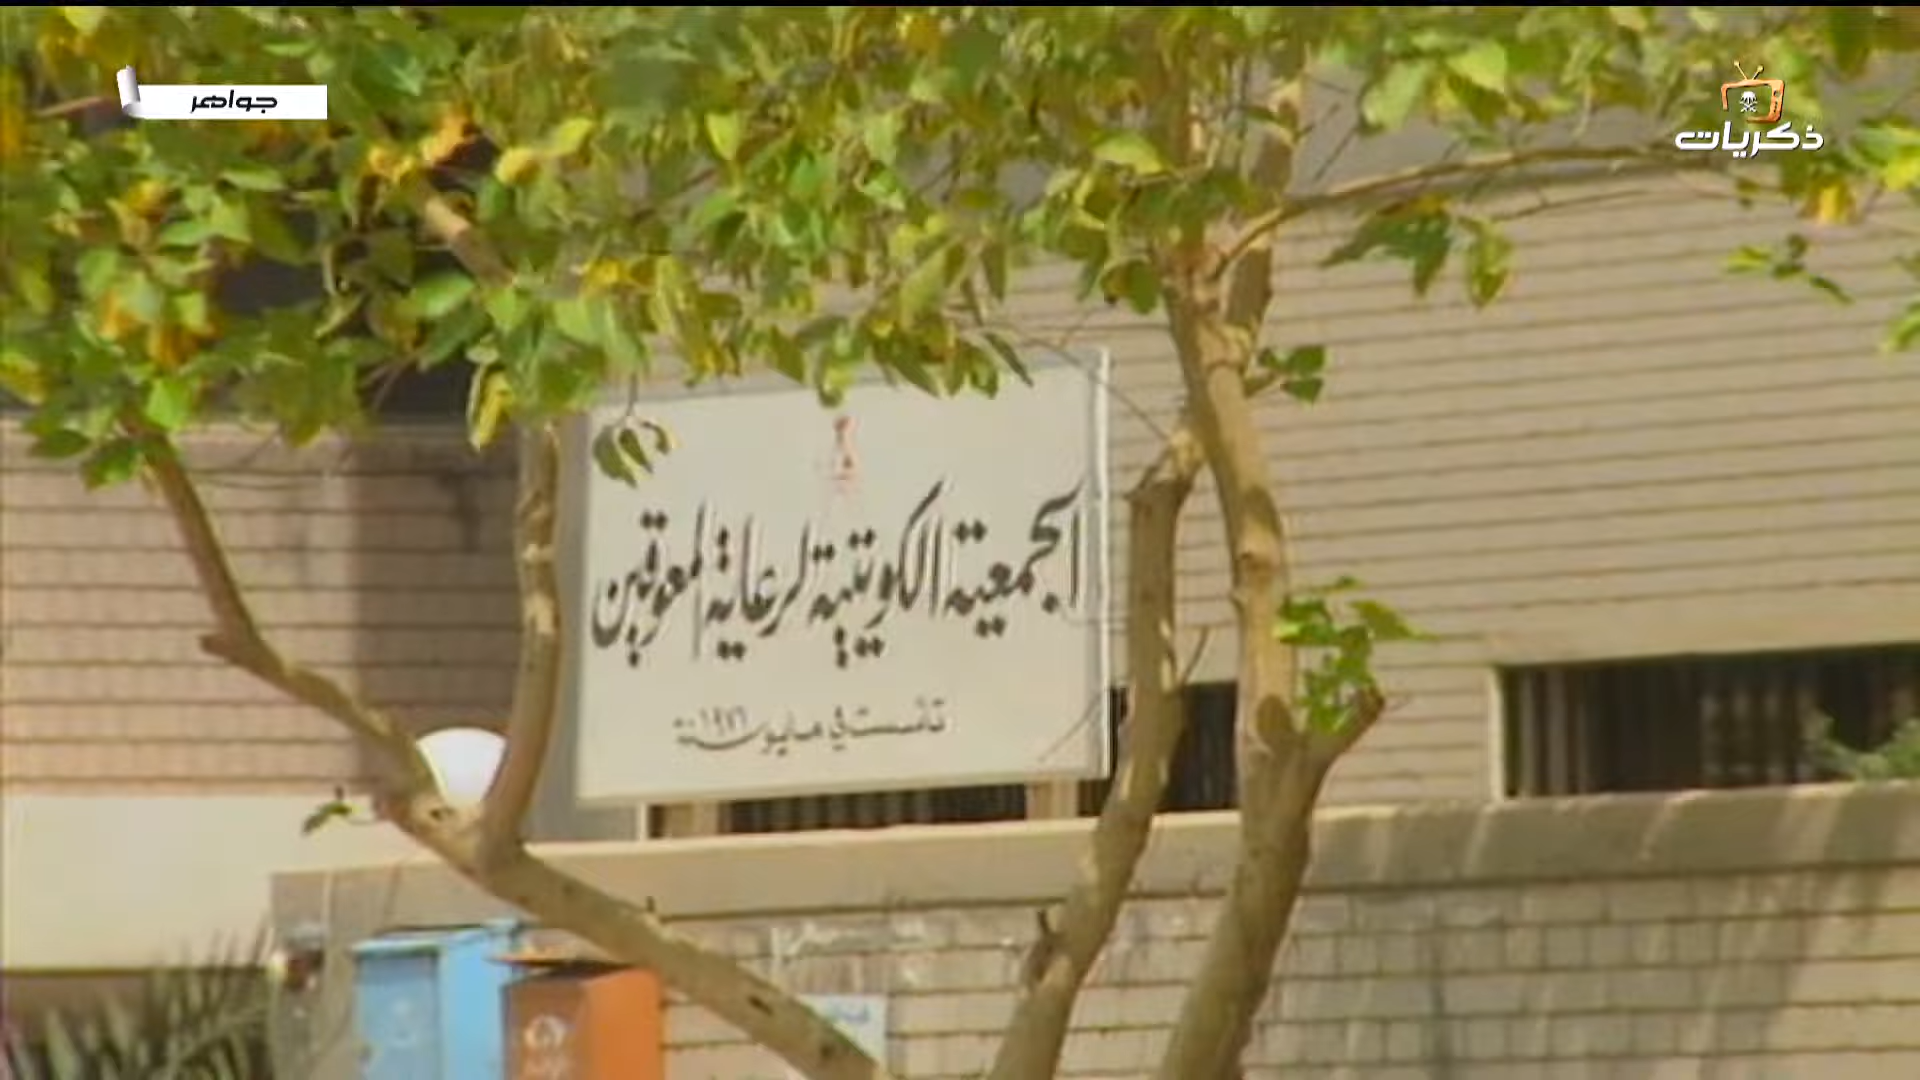 جواهر
ذكريات
الجمعية الكويتية لرعاية المعوقين
تأسست في مايو سنة ١٩٧١